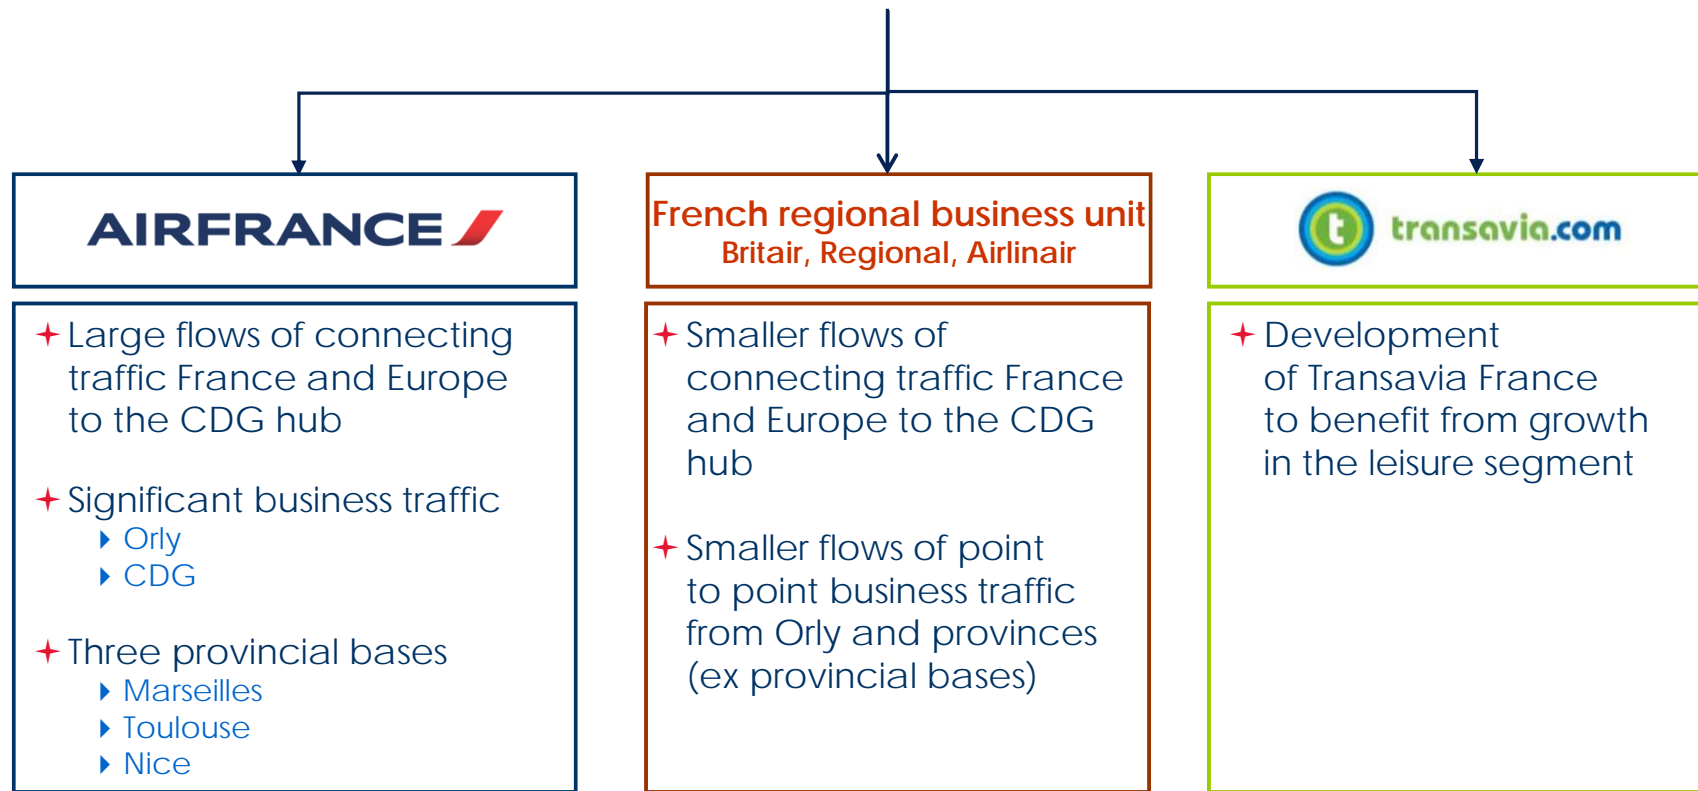 AIRFRANCE
Large flows of connecting
traffic France and Europe
to the CDG hub
Significant business traffic
Orly
CDG
Three provincial bases
Marseilles
Toulouse
Nice
French regional business unit
Britair, Regional, Airlinair
Smaller flows of
connecting traffic France
and Europe to the CDG
hub
Smaller flows of point
to point business traffic
from Orly and provinces
(ex provincial bases)
t transavia.com
Development
of Transavia France
to benefit from growth
in the leisure segment